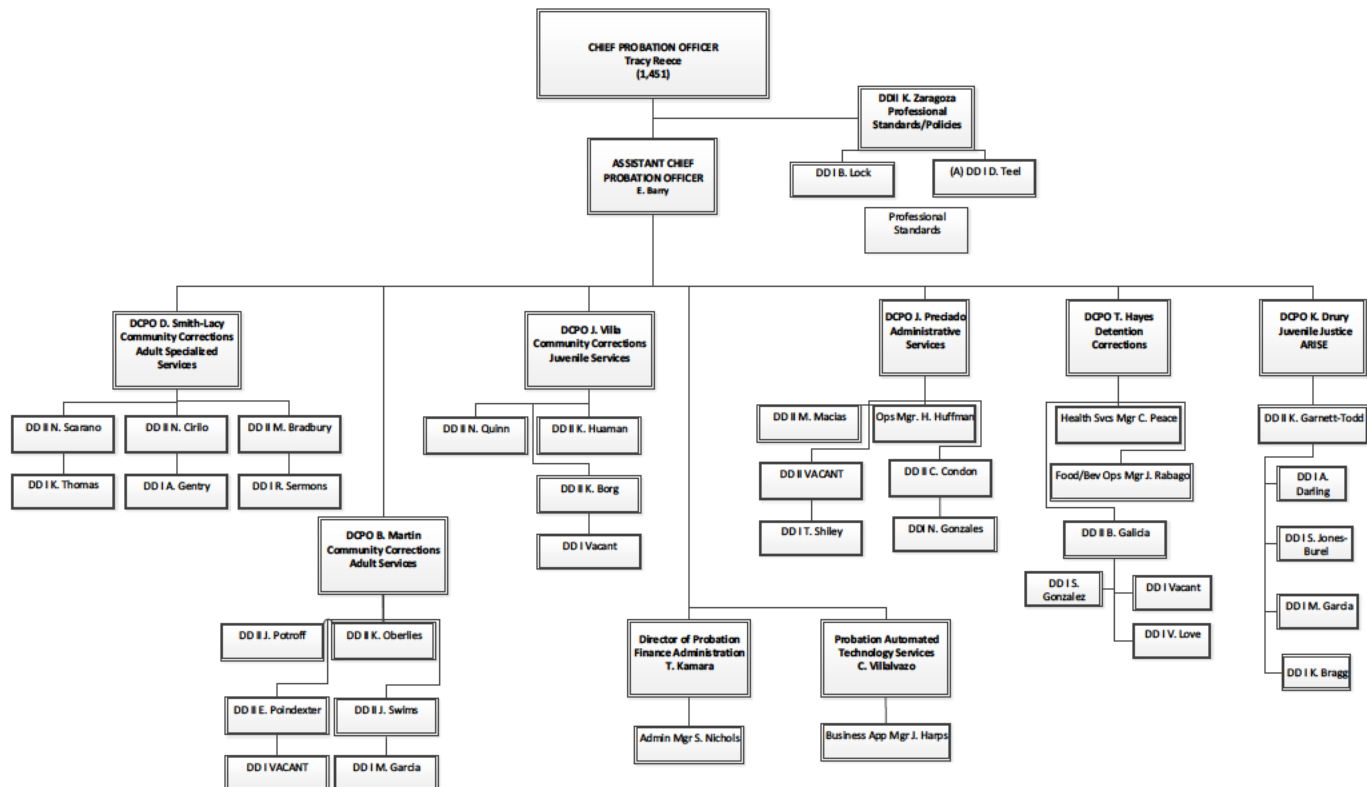 CHIEF PROBATION OFFICER
Tracy Reece
(1,451)
DDII K. Zaragoza
Professional
Standards/Policies
ASSISTANT CHIEF
PROBATION OFFICER
E. Barry
DD I B. Lock
(A) DD I D. Teel
Professional
Standards
DCPO D. Smith-Lacy
Community Corrections
Adult Specialized
Services
DD II N. Scarano
DD II N. Cirilo
DD II M. Bradbury
DD I K. Thomas
DD I A. Gentry
DD I R. Sermons
DCPO B. Martin
Community Corrections
Adult Services
DD II J. Potroff
DD II K. Oberlies
DD II E. Poindexter
DD II J. Swims
DD I VACANT
DD I M. Garcia
DCPO J. Villa
Community Corrections
Juvenile Services
DD II N. Quinn
DD II K. Huaman
DD II K. Borg
DD I Vacant
Director of Probation
Finance Administration
T. Kamara
Admin Mgr S. Nichols
Probation Automated
Technology Services
C. Villalvazo
Business App Mgr J. Harps
DCPO J. Preciado
Administrative
Services
DD II M. Macias
Ops Mgr. H. Huffman
DD II VACANT
DD II C. Condon
DD I T. Shiley
DDI N. Gonzales
DCPO T. Hayes
Detention
Corrections
Health Svcs Mgr C. Peace
Food/Bev Ops Mgr J. Rabago
DD II B. Galicia
DD I S.
Gonzalez
DD I Vacant
DD I V. Love
DCPO K. Drury
Juvenile Justice
ARISE
DD II K. Garnett-Todd
DD I A.
Darling
DD I S. Jones-
Burel
DD I M. Garcia
DD I K. Bragg